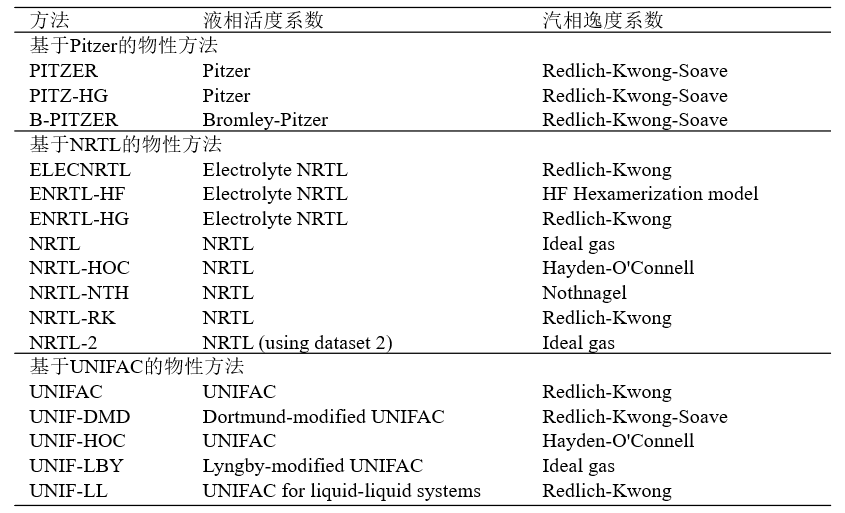 方法 液相活度系数 汽相逸度系数
基于Pitzer的物性方法
PITZER Pitzer Redlich-Kwong-Soave
PITZ-HG Pitzer Redlich-Kwong-Soave
B-PITZER Bromley-Pitzer Redlich-Kwong-Soave
基于NRTL的物性方法
ELECNRTL Electrolyte NRTL Redlich-Kwong
ENRTL-HF Electrolyte NRTL HF Hexamerization model
ENRTL-HG Electrolyte NRTL Redlich-Kwong
NRTL NRTL Ideal gas
NRTL-HOC NRTL Hayden-O'Connell
NRTL-NTH NRTL Nothnagel
NRTL-RK NRTL Redlich-Kwong
NRTL-2 NRTL (using dataset 2) Ideal gas
基于UNIFAC的物性方法
UNIFAC UNIFAC Redlich-Kwong
UNIF-DMD Dortmund-modified UNIFAC Redlich-Kwong-Soave
UNIF-HOC UNIFAC Hayden-O'Connell
UNIF-LBY Lyngby-modified UNIFAC Ideal gas
UNIF-LL UNIFAC for liquid-liquid systems Redlich-Kwong